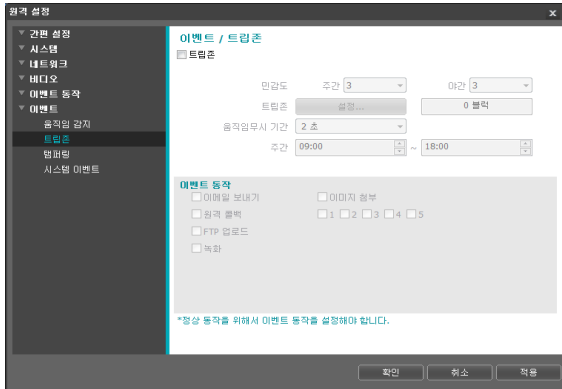 원격 설정
x
간편 설정
시스템
네트워크
비디오
이벤트 동작
이벤트
움직임 감지
트립존
탬퍼링
시스템 이벤트
이벤트 / 트립존
트립존
민감도 주간 3 야간 3
트립존 설정... 0 블럭
움직임무시 기간 2 초
주간 09:00 ~ 18:00
이벤트 동작
이메일 보내기 이미지 첨부
원격 콜백 1 2 3 4 5
FTP 업로드
녹화
*정상 동작을 위해서 이벤트 동작을 설정해야 합니다.
확인 취소 적용